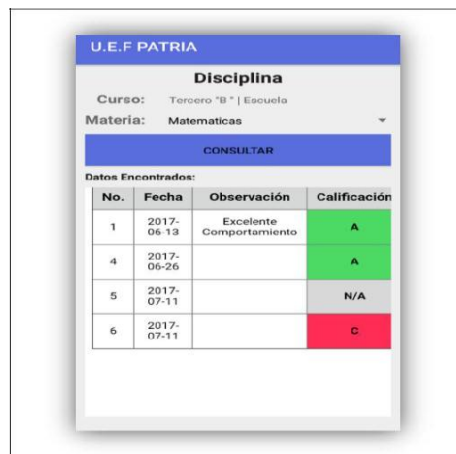 U.E.F PATRIA
Disciplina
Curso: Tercero "B " | Escuela
Materia: Matematicas
CONSULTAR
Datos Encontrados:
No. Fecha Observación Calificación
1 2017-06-13 Excelente Comportamiento A
4 2017-06-26 A
5 2017-07-11 N/A
6 2017-07-11 C